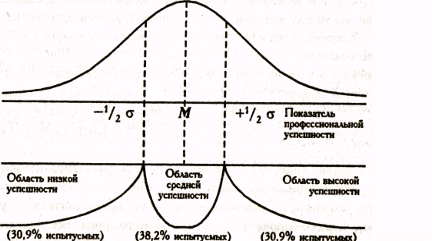 −1/2 σ M +1/2 σ Показатель
профессиональной
успешности
Область низкой
успешности
Область
средней
успешности
Область высокой
успешности
(30,9% испытуемых) (38,2% испытуемых) (30.9% испытуемых)